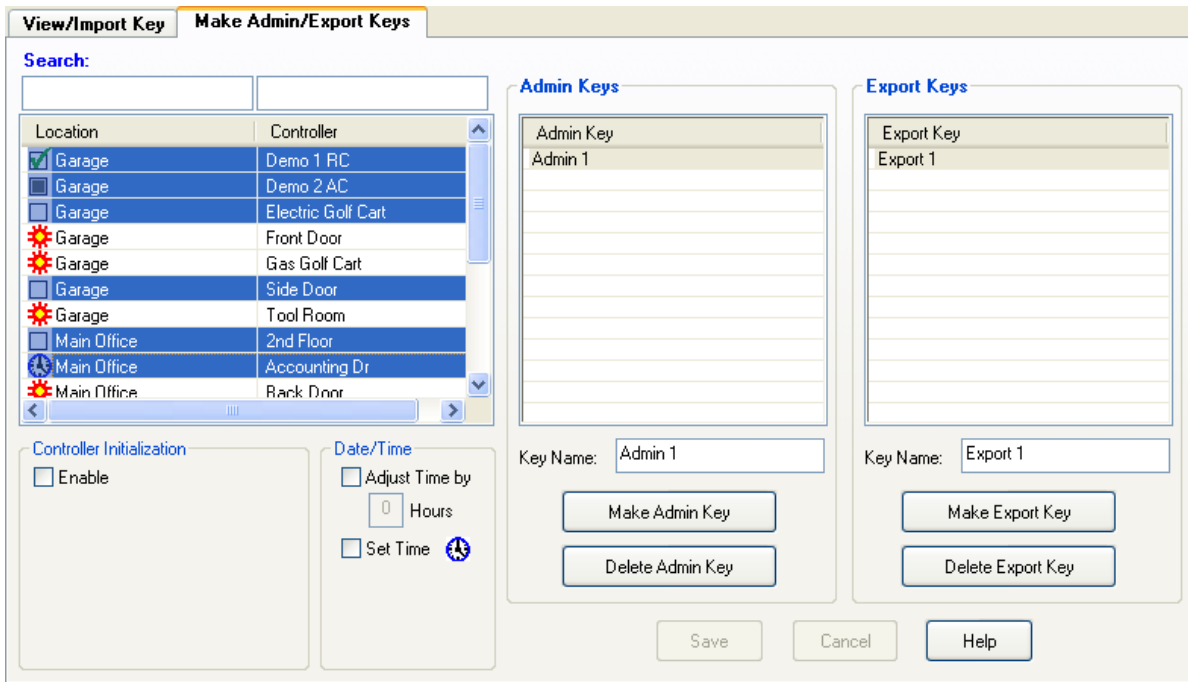 View/Import Key
Make Admin/Export Keys
Search:
Location Controller
Garage Demo 1 RC
Garage Demo 2 AC
Garage Electric Golf Cart
Garage Front Door
Garage Gas Golf Cart
Garage Side Door
Garage Tool Room
Main Office 2nd Floor
Main Office Accounting Dr
Main Office Back Door
Controller Initialization
Enable
Date/Time
Adjust Time by
0 Hours
Set Time
Admin Keys
Admin Key
Admin 1
Key Name: Admin 1
Make Admin Key
Delete Admin Key
Export Keys
Export Key
Export 1
Key Name: Export 1
Make Export Key
Delete Export Key
Save
Cancel
Help